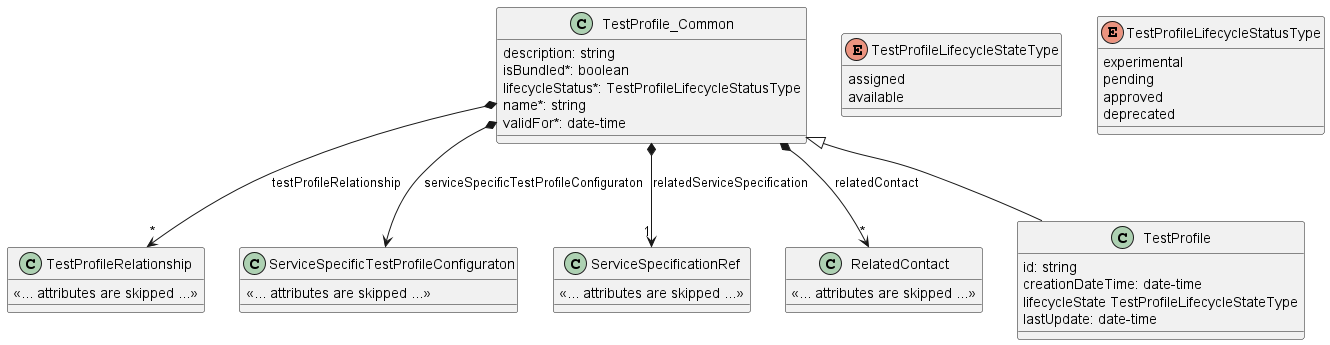 C TestProfile_Common
description: string
isBundled*: boolean
lifecycleStatus*: TestProfileLifecycleStatusType
name*: string
validFor*: date-time
E TestProfileLifecycleStateType
assigned
available
E TestProfileLifecycleStatusType
experimental
pending
approved
deprecated
testProfileRelationship
serviceSpecificTestProfileConfiguraton
relatedServiceSpecification
relatedContact
*
1
*
C TestProfileRelationship
«... attributes are skipped ...»
C ServiceSpecificTestProfileConfiguraton
«... attributes are skipped ...»
C ServiceSpecificationRef
«... attributes are skipped ...»
C RelatedContact
«... attributes are skipped ...»
C TestProfile
id: string
creationDateTime: date-time
lifecycleState TestProfileLifecycleStateType
lastUpdate: date-time